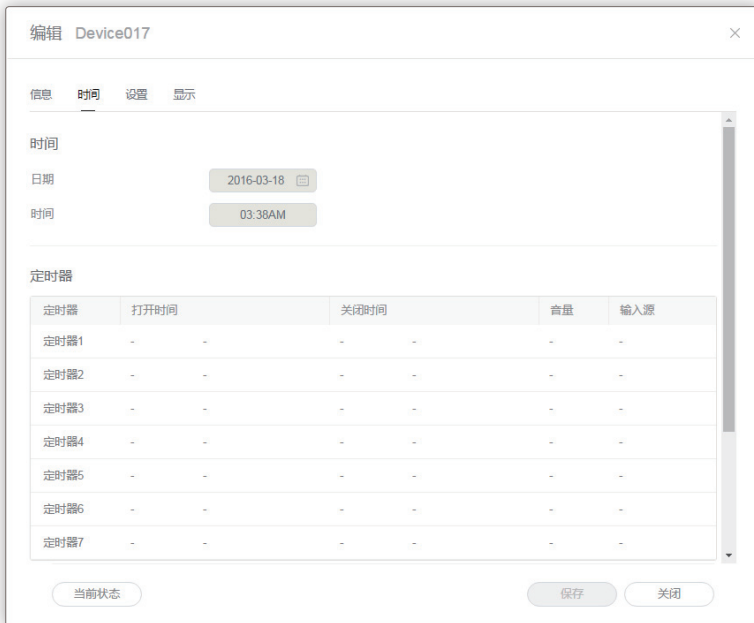 编辑 Device017
信息 时间 设置 显示
时间
日期 2016-03-18
时间 03:38AM
定时器
定时器 打开时间 关闭时间 音量 输入源
定时器1 - - - - - -
定时器2 - - - - - -
定时器3 - - - - - -
定时器4 - - - - - -
定时器5 - - - - - -
定时器6 - - - - - -
定时器7 - - - - - -
当前状态 保存 关闭